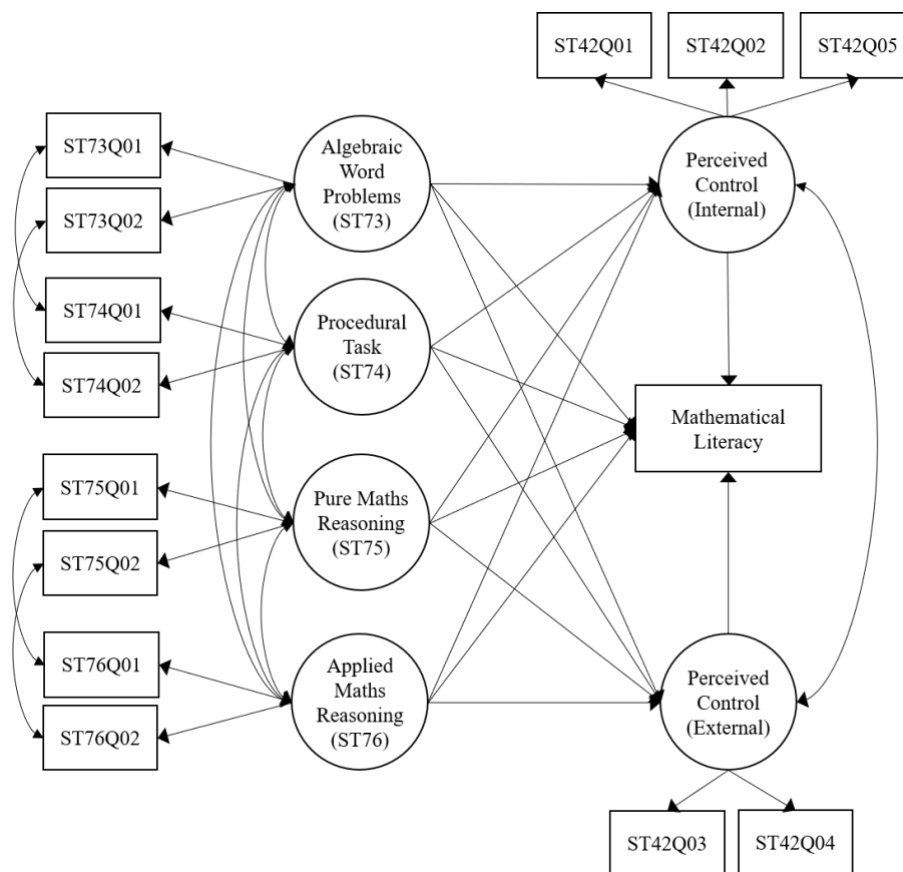 ST42Q01
ST42Q02
ST42Q05
ST73Q01
ST73Q02
ST74Q01
ST74Q02
ST75Q01
ST75Q02
ST76Q01
ST76Q02
Algebraic
Word
Problems
(ST73)
Procedural
Task
(ST74)
Pure Maths
Reasoning
(ST75)
Applied
Maths
Reasoning
(ST76)
Perceived
Control
(Internal)
Mathematical
Literacy
Perceived
Control
(External)
ST42Q03
ST42Q04